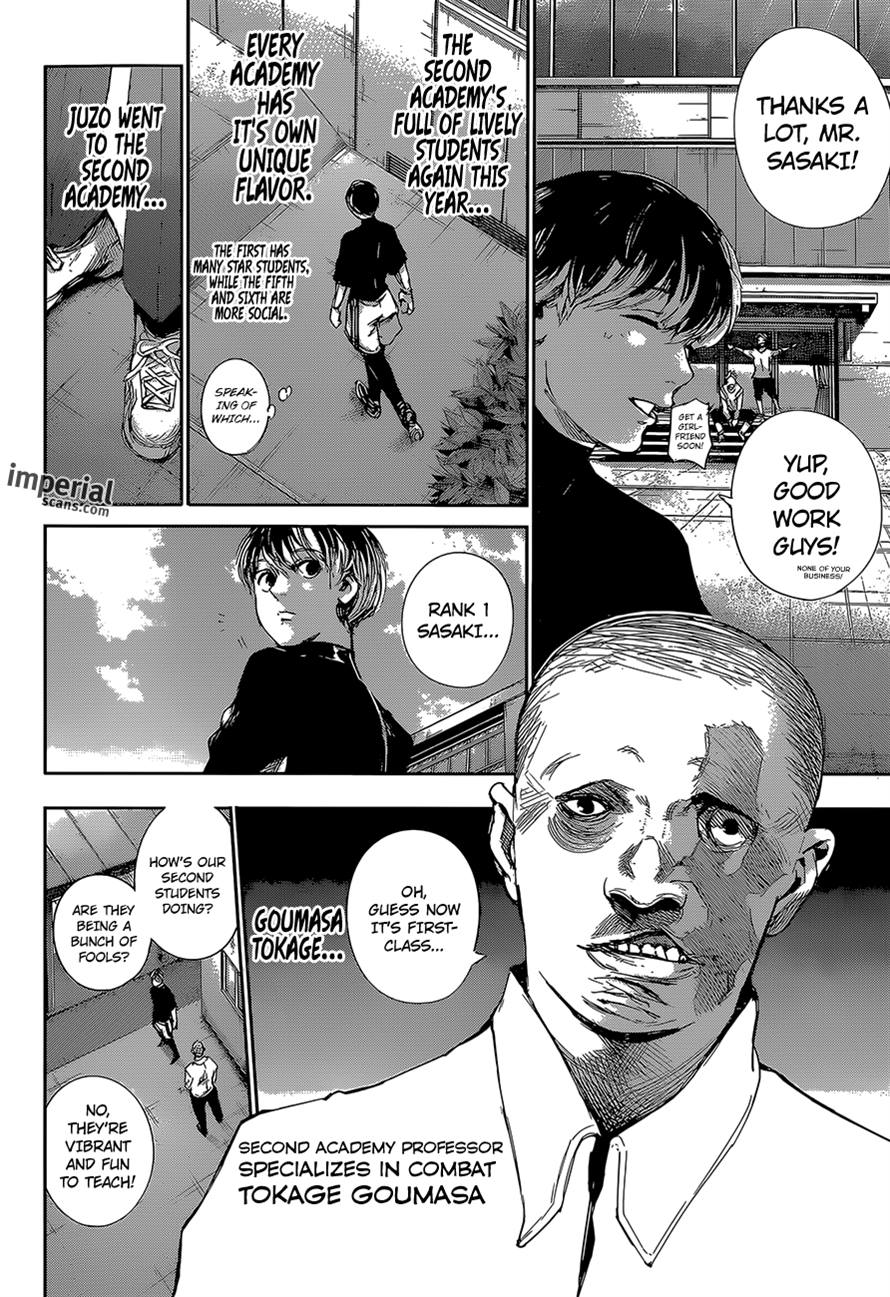 THANKS A
LOT, MR.
SASAKI!
GET A
GIRL-
FRIEND
SOON!
YUP,
GOOD
WORK
GUYS!
NONE OF YOUR
BUSINESS!
THE
SECOND
ACADEMY'S
FULL OF LIVELY
STUDENTS
AGAIN THIS
YEAR...
EVERY
ACADEMY
HAS
IT'S OWN
UNIQUE
FLAVOR.
THE FIRST HAS
MANY STAR STUDENTS,
WHILE THE FIFTH
AND SIXTH ARE
MORE SOCIAL.
SPEAK-
ING OF
WHICH...
JUZO WENT
TO THE
SECOND
ACADEMY...
imperial
scans.com
RANK 1
SASAKI...
OH,
GUESS NOW
IT'S FIRST-
CLASS...
GOUMASA
TOKAGE...
SECOND ACADEMY PROFESSOR
SPECIALIZES IN COMBAT
TOKAGE GOUMASA
HOW'S OUR
SECOND
STUDENTS
DOING?
ARE THEY
BEING A
BUNCH OF
FOOLS?
NO,
THEY'RE
VIBRANT
AND FUN
TO TEACH!